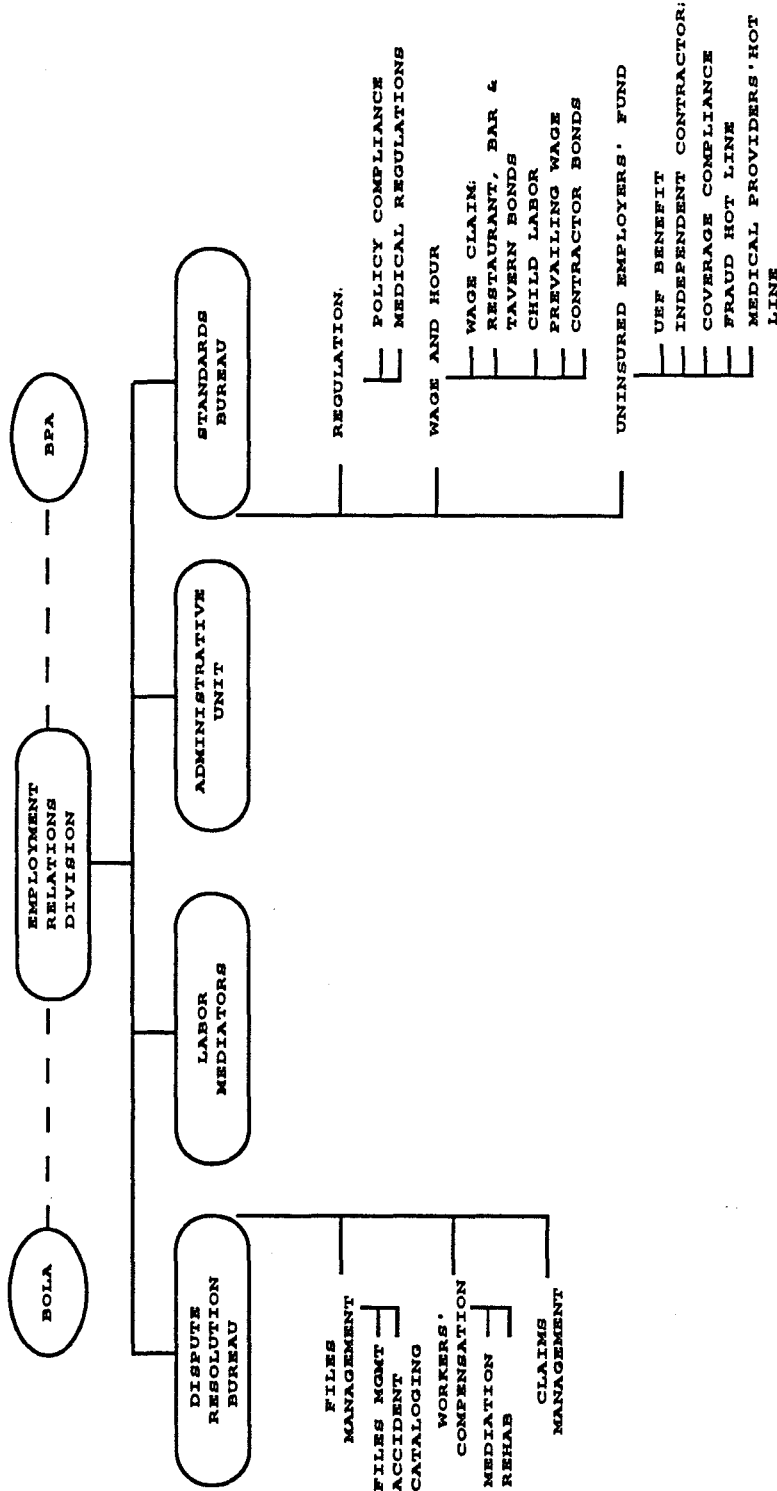 BOLA
EMPLOYMENT
RELATIONS
DIVISION
BPA
DISPUTE
RESOLUTION
BUREAU
LABOR
MEDIATORS
ADMINISTRATIVE
UNIT
STANDARDS
BUREAU
FILES
MANAGEMENT
FILES MGMT
ACCIDENT
CATALOGING
WORKERS'
COMPENSATION
MEDIATION
REHAB
CLAIMS
MANAGEMENT
REGULATION
POLICY COMPLIANCE
MEDICAL REGULATIONS
WAGE AND HOUR
WAGE CLAIM;
RESTAURANT, BAR &
TAVERN BONDS
CHILD LABOR
PREVAILING WAGE
CONTRACTOR BONDS
UNINSURED EMPLOYERS' FUND
UEF BENEFIT
INDEPENDENT CONTRACTOR;
COVERAGE COMPLIANCE
FRAUD HOT LINE
MEDICAL PROVIDERS' HOT
LINE